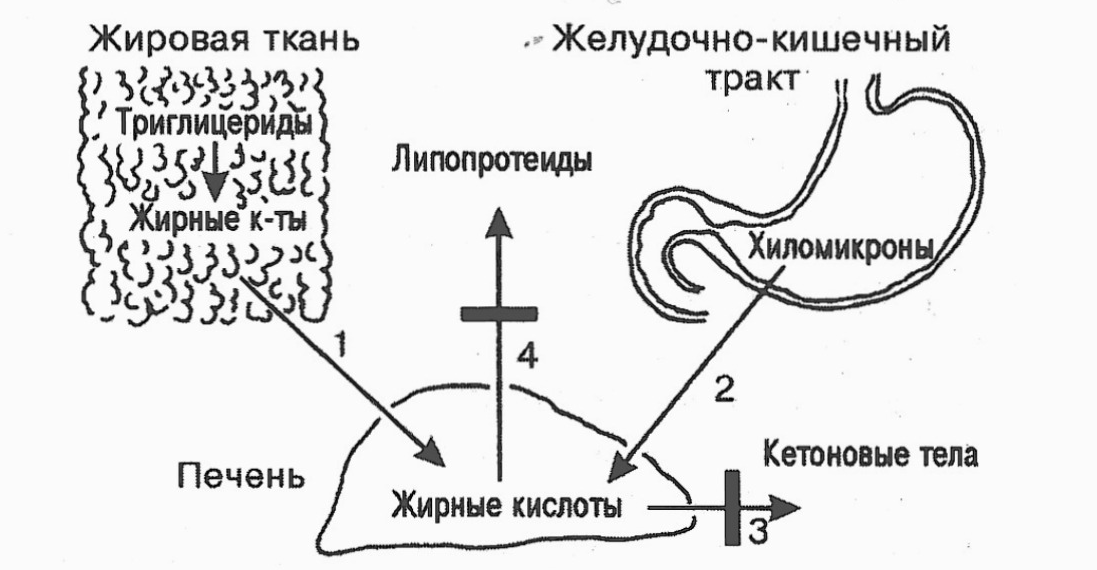 Жировая ткань
Желудочно-кишечный
тракт
Триглицериды
Липопротеиды
Жирные к-ты
Хиломикроны
1
4
2
Кетоновые тела
Печень
Жирные кислоты
3